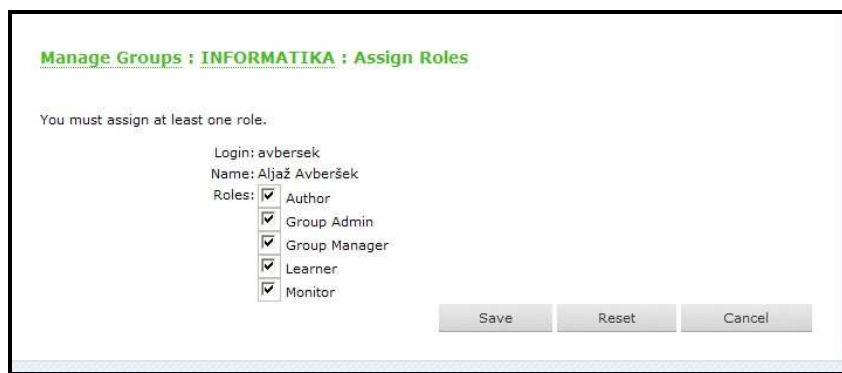 Manage Groups : INFORMATIKA : Assign Roles
You must assign at least one role.
Login: avbersek
Name: Aljaž Avberšek
Roles: Author
Group Admin
Group Manager
Learner
Monitor
Save Reset Cancel